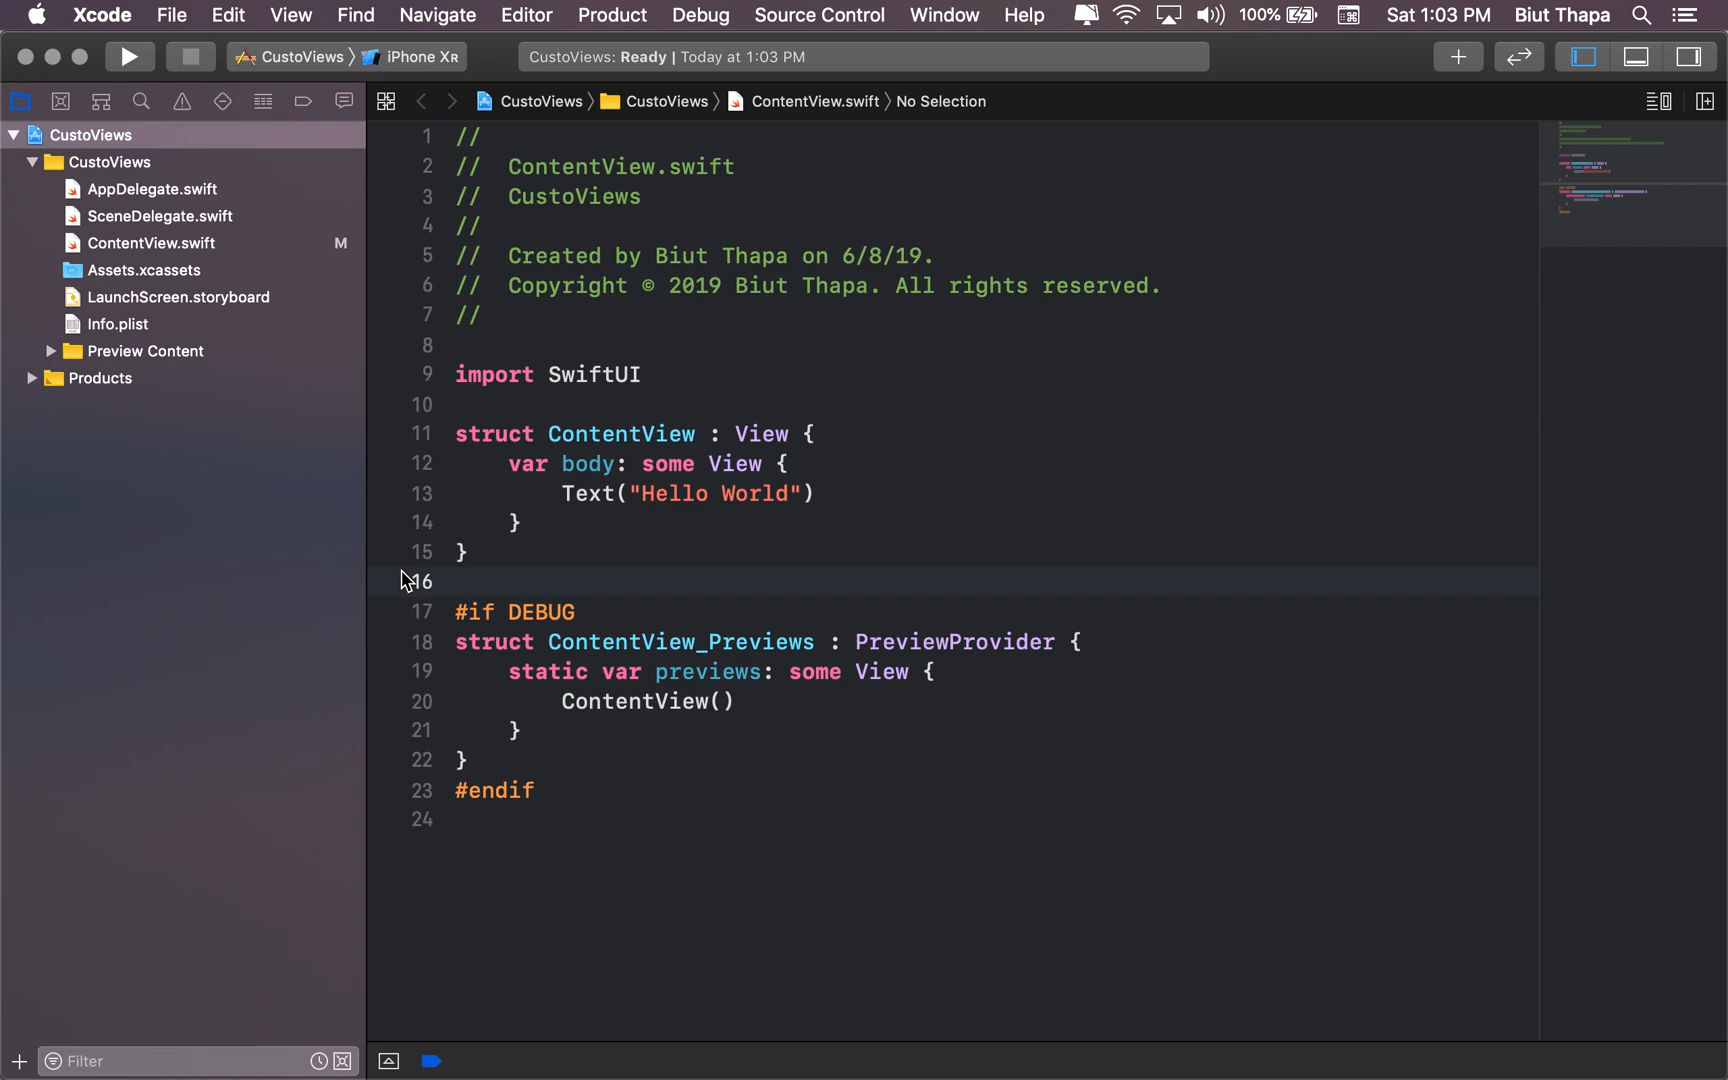 Xcode File Edit View Find Navigate Editor Product Debug Source Control Window Help 100% Sat 1:03 PM Biut Thapa
CustoViews iPhone XR CustoViews: Ready | Today at 1:03 PM
CustoViews CustoViews ContentView.swift No Selection
CustoViews
CustoViews
AppDelegate.swift
SceneDelegate.swift
ContentView.swift M
Assets.xcassets
LaunchScreen.storyboard
Info.plist
Preview Content
Products
Filter
1 //
2 // ContentView.swift
3 // CustoViews
4 //
5 // Created by Biut Thapa on 6/8/19.
6 // Copyright © 2019 Biut Thapa. All rights reserved.
7 //
8
9 import SwiftUI
10
11 struct ContentView : View {
12 var body: some View {
13 Text("Hello World")
14 }
15 }
16
17 #if DEBUG
18 struct ContentView_Previews : PreviewProvider {
19 static var previews: some View {
20 ContentView()
21 }
22 }
23 #endif
24